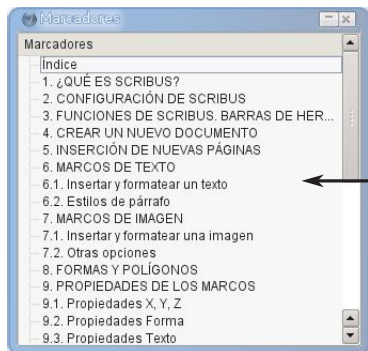 Marcadores
Marcadores
Índice
1. ¿QUÉ ES SCRIBUS?
2. CONFIGURACIÓN DE SCRIBUS
3. FUNCIONES DE SCRIBUS. BARRAS DE HER...
4. CREAR UN NUEVO DOCUMENTO
5. INSERCIÓN DE NUEVAS PÁGINAS
6. MARCOS DE TEXTO
6.1. Insertar y formatear un texto
6.2. Estilos de párrafo
7. MARCOS DE IMAGEN
7.1. Insertar y formatear una imagen
7.2. Otras opciones
8. FORMAS Y POLÍGONOS
9. PROPIEDADES DE LOS MARCOS
9.1. Propiedades X, Y, Z
9.2. Propiedades Forma
9.3. Propiedades Texto